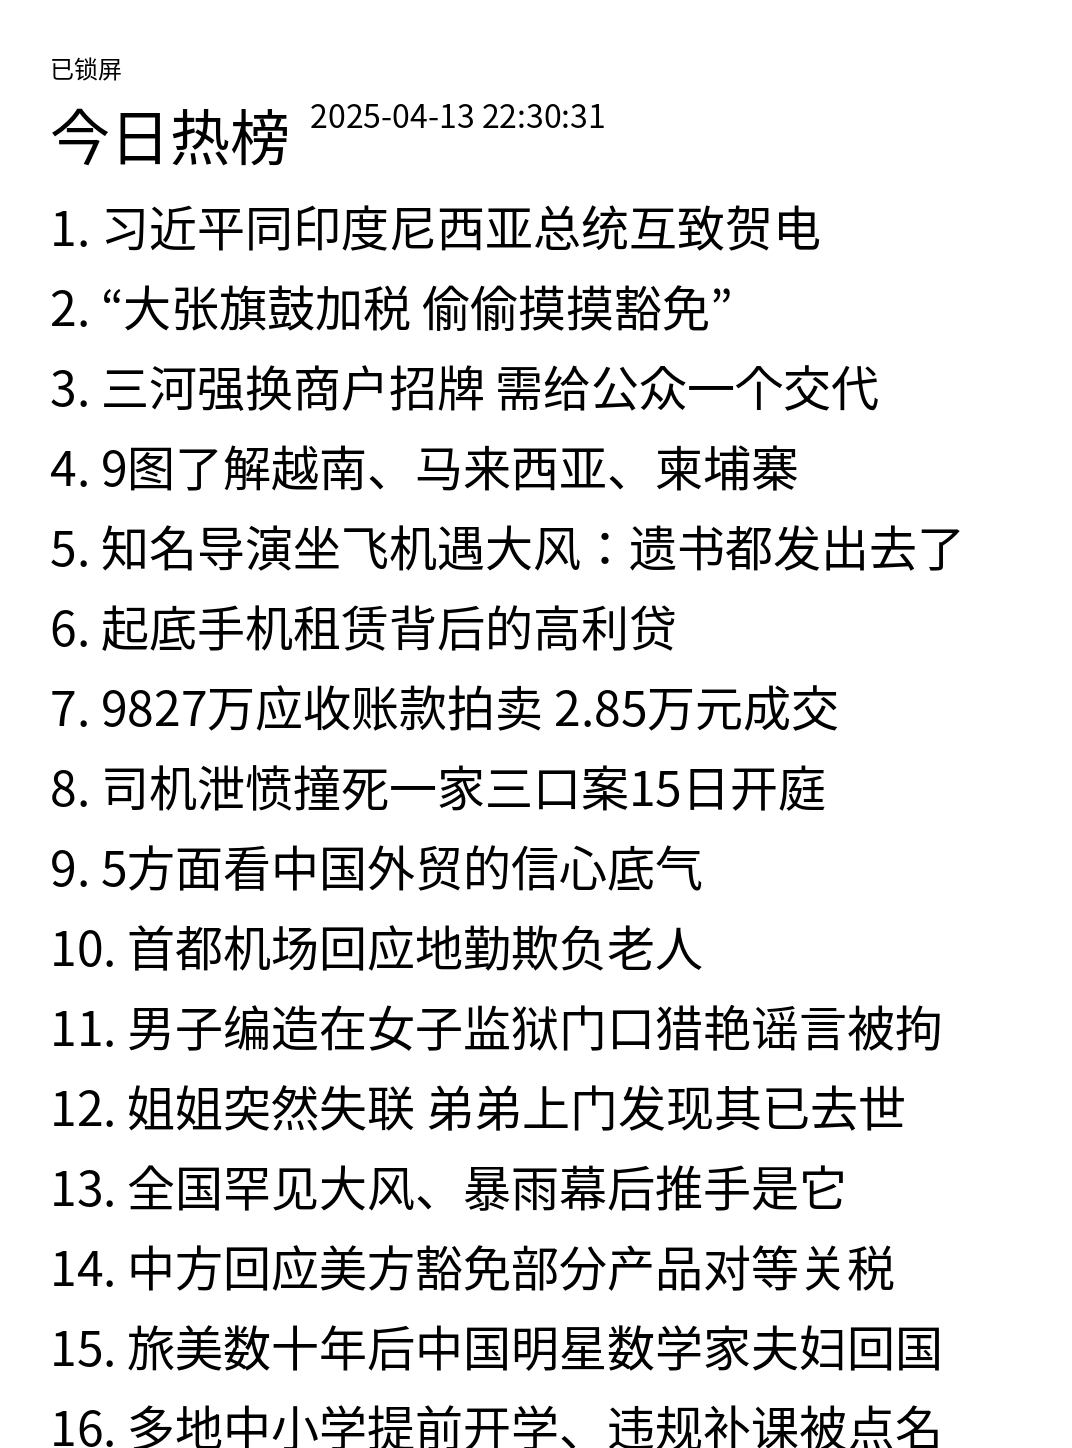 已锁屏
今日热榜 2025-04-13 22:30:31
1. 习近平同印度尼西亚总统互致贺电
2. “大张旗鼓加税 偷偷摸摸豁免”
3. 三河强换商户招牌 需给公众一个交代
4. 9图了解越南、马来西亚、柬埔寨
5. 知名导演坐飞机遇大风：遗书都发出去了
6. 起底手机租赁背后的高利贷
7. 9827万应收账款拍卖 2.85万元成交
8. 司机泄愤撞死一家三口案15日开庭
9. 5方面看中国外贸的信心底气
10. 首都机场回应地勤欺负老人
11. 男子编造在女子监狱门口猎艳谣言被拘
12. 姐姐突然失联 弟弟上门发现其已去世
13. 全国罕见大风、暴雨幕后推手是它
14. 中方回应美方豁免部分产品对等关税
15. 旅美数十年后中国明星数学家夫妇回国
16. 多地中小学提前开学、违规补课被点名